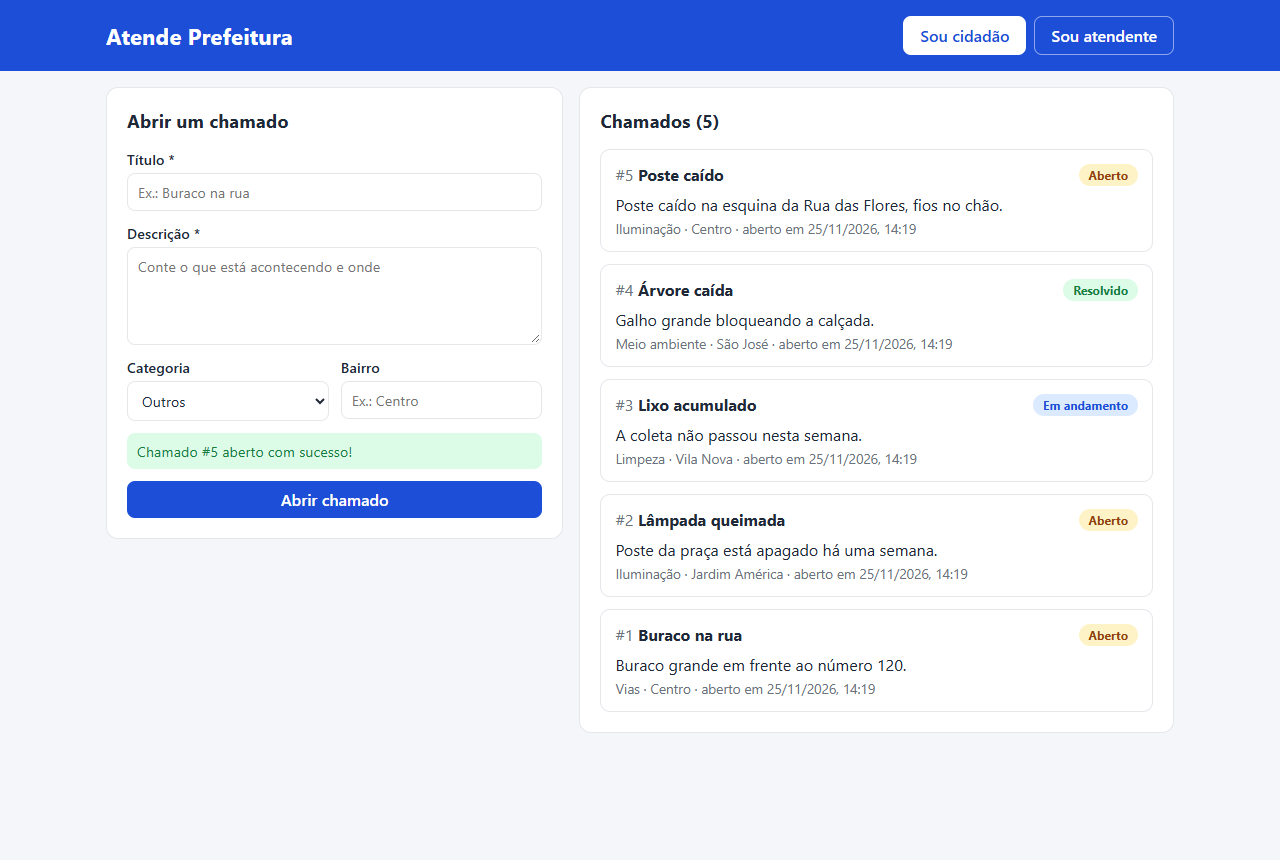 Atende Prefeitura
Sou cidadão
Sou atendente
Abrir um chamado
Título *
Ex.: Buraco na rua
Descrição *
Conte o que está acontecendo e onde
Categoria
Bairro
Outros
Ex.: Centro
Chamado #5 aberto com sucesso!
Abrir chamado
Chamados (5)
#5 Poste caído
Aberto
Poste caído na esquina da Rua das Flores, fios no chão.
Iluminação · Centro · aberto em 25/11/2026, 14:19
#4 Árvore caída
Resolvido
Galho grande bloqueando a calçada.
Meio ambiente · São José · aberto em 25/11/2026, 14:19
#3 Lixo acumulado
Em andamento
A coleta não passou nesta semana.
Limpeza · Vila Nova · aberto em 25/11/2026, 14:19
#2 Lâmpada queimada
Aberto
Poste da praça está apagado há uma semana.
Iluminação · Jardim América · aberto em 25/11/2026, 14:19
#1 Buraco na rua
Aberto
Buraco grande em frente ao número 120.
Vias · Centro · aberto em 25/11/2026, 14:19